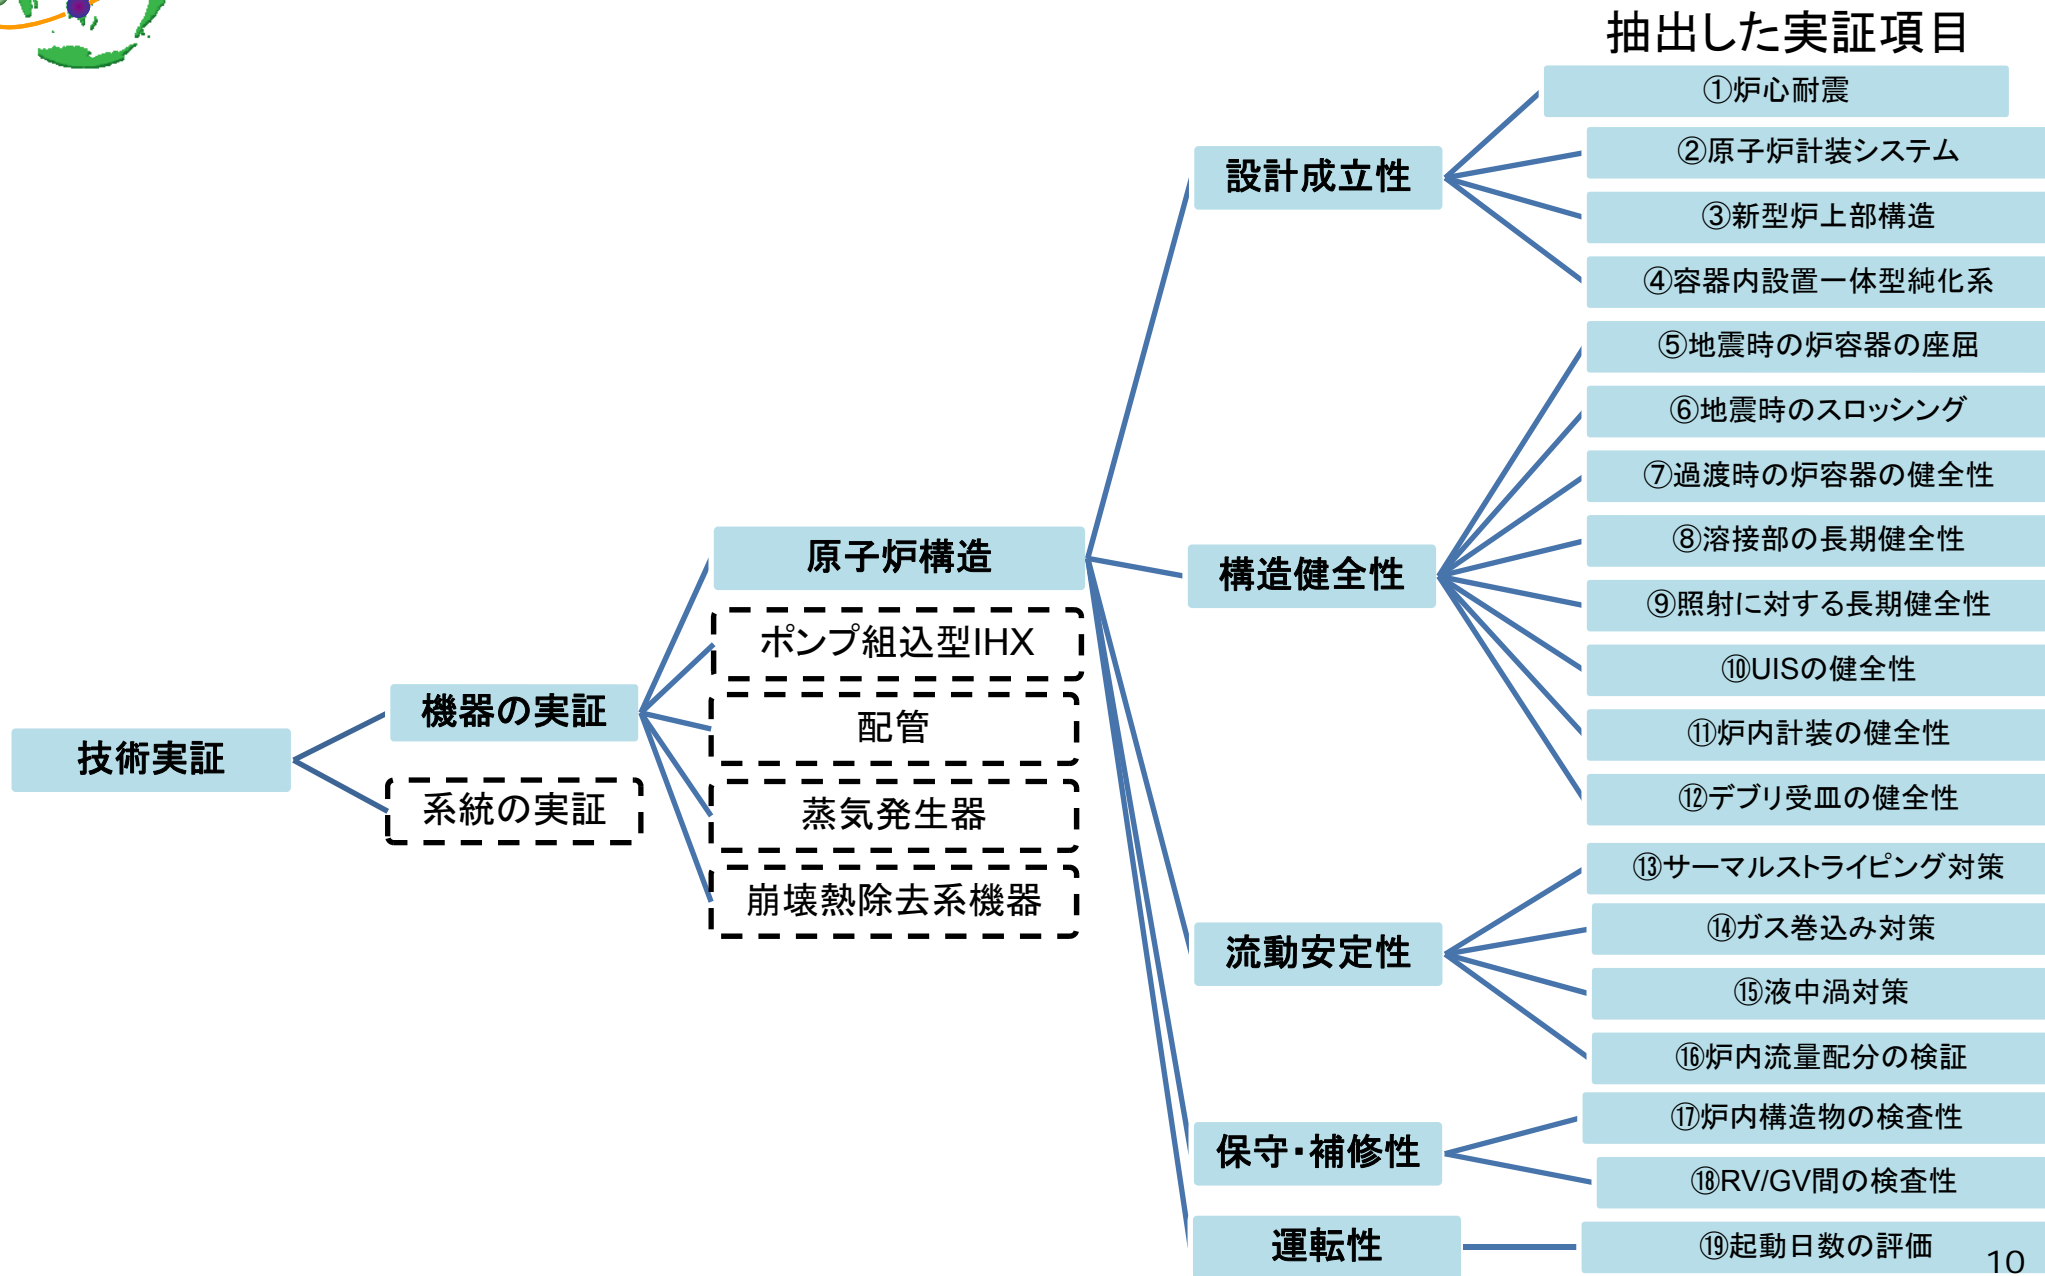 抽出した実証項目
技術実証
機器の実証
系統の実証
原子炉構造
ポンプ組込型IHX
配管
蒸気発生器
崩壊熱除去系機器
設計成立性
①炉心耐震
②原子炉計装システム
③新型炉上部構造
④容器内設置一体型純化系
構造健全性
⑤地震時の炉容器の座屈
⑥地震時のスロッシング
⑦過渡時の炉容器の健全性
⑧溶接部の長期健全性
⑨照射に対する長期健全性
⑩UISの健全性
⑪炉内計装の健全性
⑫デブリ受皿の健全性
流動安定性
⑬サーマルストライピング対策
⑭ガス巻込み対策
⑮液中渦対策
⑯炉内流量配分の検証
保守・補修性
⑰炉内構造物の検査性
⑱RV/GV間の検査性
運転性
⑲起動日数の評価
10